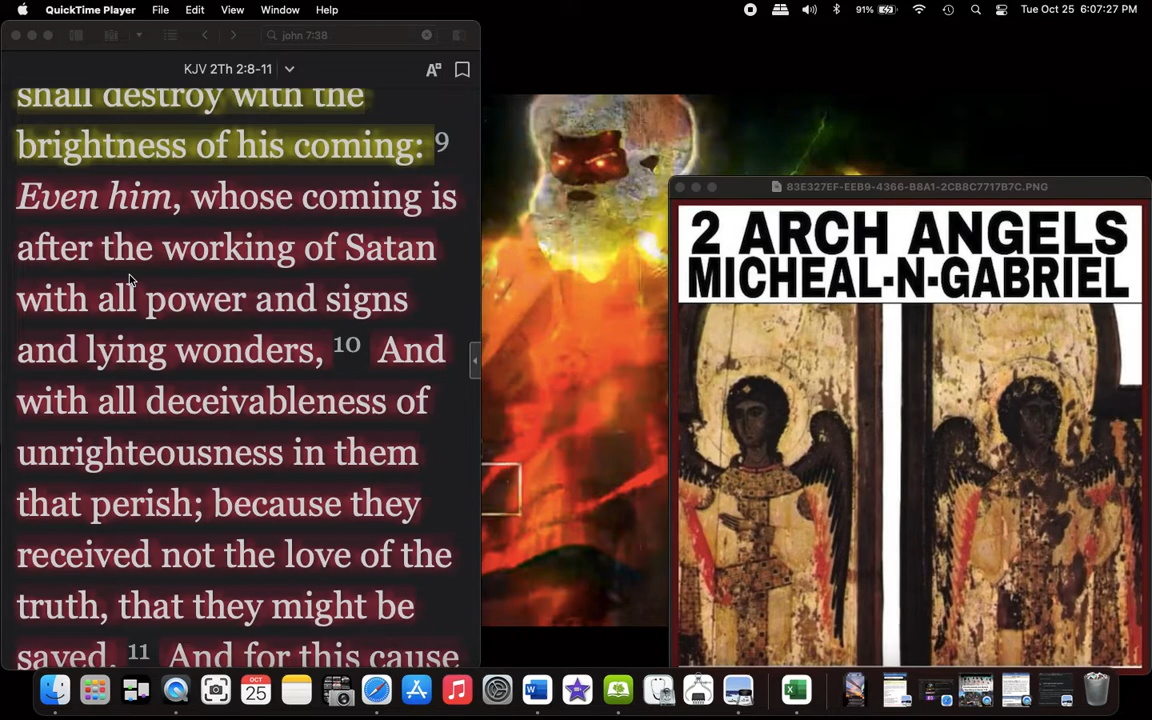 QuickTime Player File Edit View Window Help 91% Tue Oct 25 6:07:27 PM
john 7:38
KJV 2Th 2:8-11
shall destroy with the
brightness of his coming: 9
Even him, whose coming is
after the working of Satan
with all power and signs
and lying wonders, 10 And
with all deceivableness of
unrighteousness in them
that perish; because they
received not the love of the
truth, that they might be
saved. 11 And for this cause
83E327EF-EEB9-4366-B8A1-2CB8C7717B7C.PNG
2 ARCH ANGELS
MICHEAL-N-GABRIEL
OCT
25